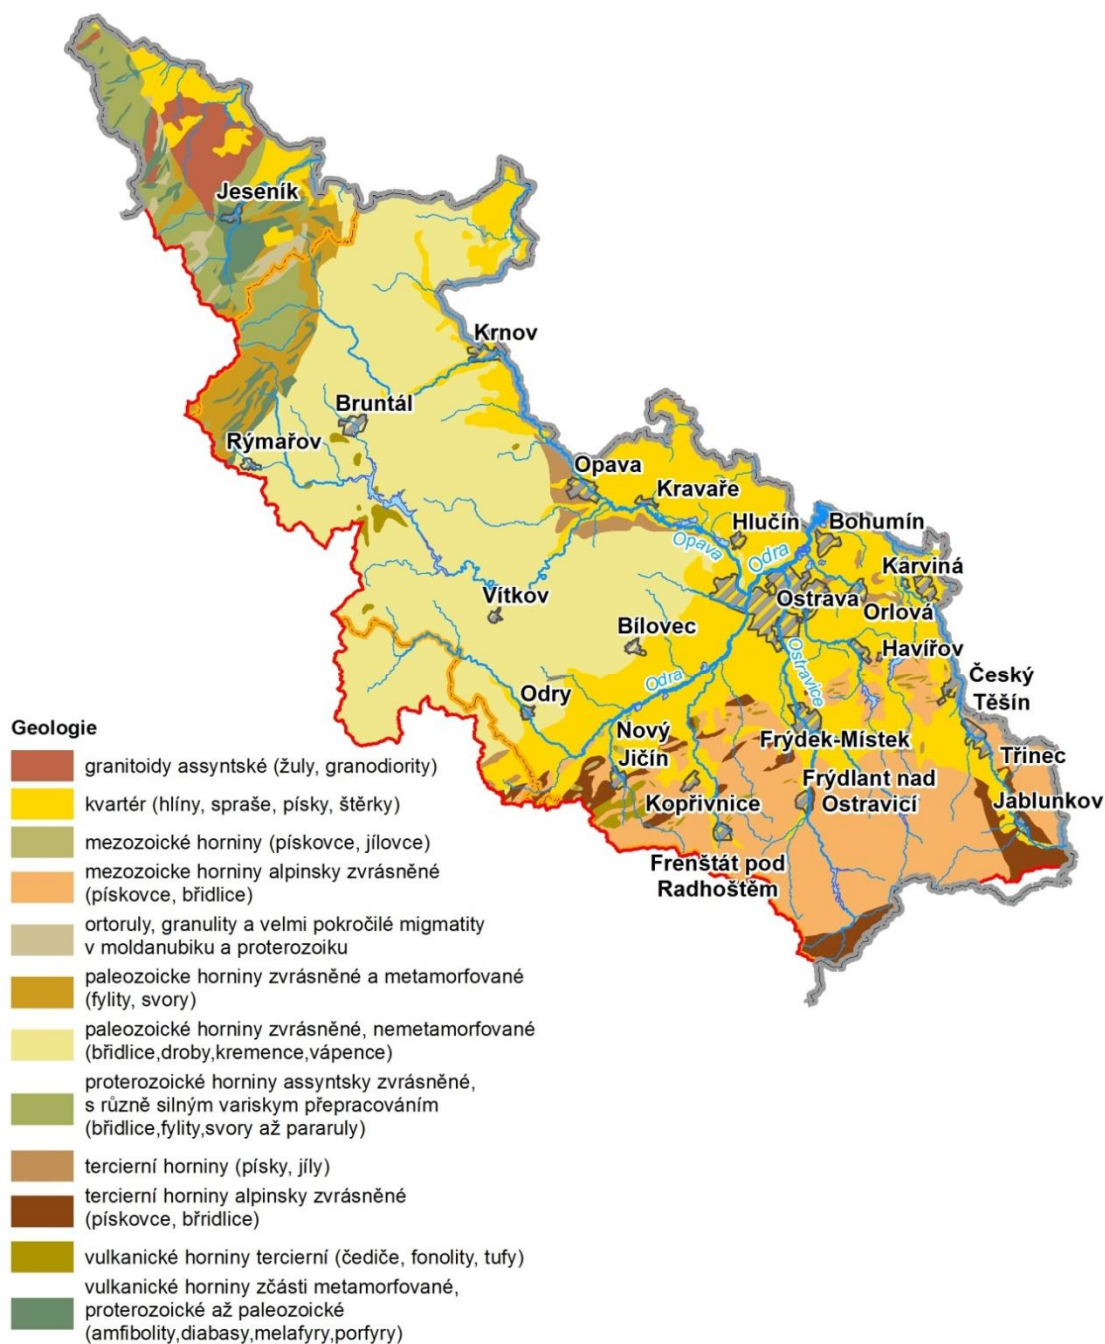 Jeseník
Krnov
Bruntál
Rýmařov
Opava
Kravaře
Hlučín
Bohumín
Opava
Odra
Karviná
Ostrava
Orlová
Vítkov
Bílovec
Havířov
Ostravice
Český
Těšín
Odra
Odry
Nový
Jičín
Frýdek-Místek
Třinec
Frýdlant nad
Ostravicí
Kopřivnice
Jablunkov
Frenštát pod
Radhoštěm
Geologie
granitoidy assyntské (žuly, granodiority)
kvartér (hlíny, spraše, písky, štěrky)
mezozoické horniny (pískovce, jílovce)
mezozoicke horniny alpinsky zvrásněné
(pískovce, břidlice)
ortoruly, granulity a velmi pokročilé migmatity
v moldanubiku a proterozoiku
paleozoicke horniny zvrásněné a metamorfované
(fylity, svory)
paleozoické horniny zvrásněné, nemetamorfované
(břidlice,droby,kremence,vápence)
proterozoické horniny assyntsky zvrásněné,
s různě silným variskym přepracováním
(břidlice,fylity,svory až pararuly)
tercierní horniny (písky, jíly)
tercierní horniny alpinsky zvrásněné
(pískovce, břridlice)
vulkanické horniny tercierní (čediče, fonolity, tufy)
vulkanické horniny zčásti metamorfované,
proterozoické až paleozoické
(amfibolity,diabasy,melafyry,porfyry)